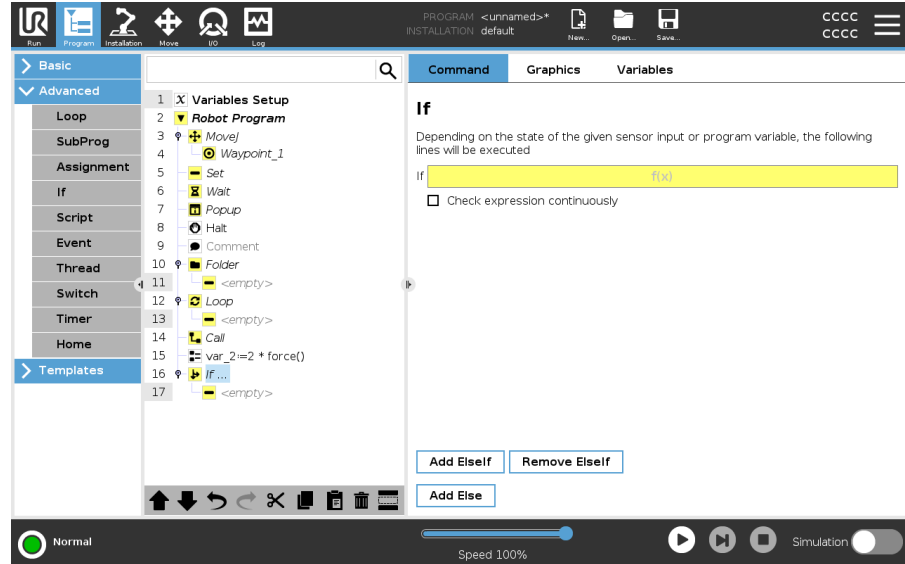 UR
Run
Program
Installation
Move
I/O
Log
PROGRAM <unnamed>*
INSTALLATION default
New...
Open...
Save...
CCCC
CCCC
Basic
Advanced
Loop
SubProg
Assignment
If
Script
Event
Thread
Switch
Timer
Home
Templates
1 X Variables Setup
2 Robot Program
3 MoveJ
4 Waypoint_1
5 Set
6 Wait
7 Popup
8 Halt
9 Comment
10 Folder
11 <empty>
12 Loop
13 <empty>
14 Call
15 var_2:=2 * force()
16 If ...
17 <empty>
Command Graphics Variables
If
Depending on the state of the given sensor input or program variable, the following
lines will be executed
If f(x)
Check expression continuously
Add ElseIf Remove ElseIf
Add Else
Normal
Speed 100%
Simulation